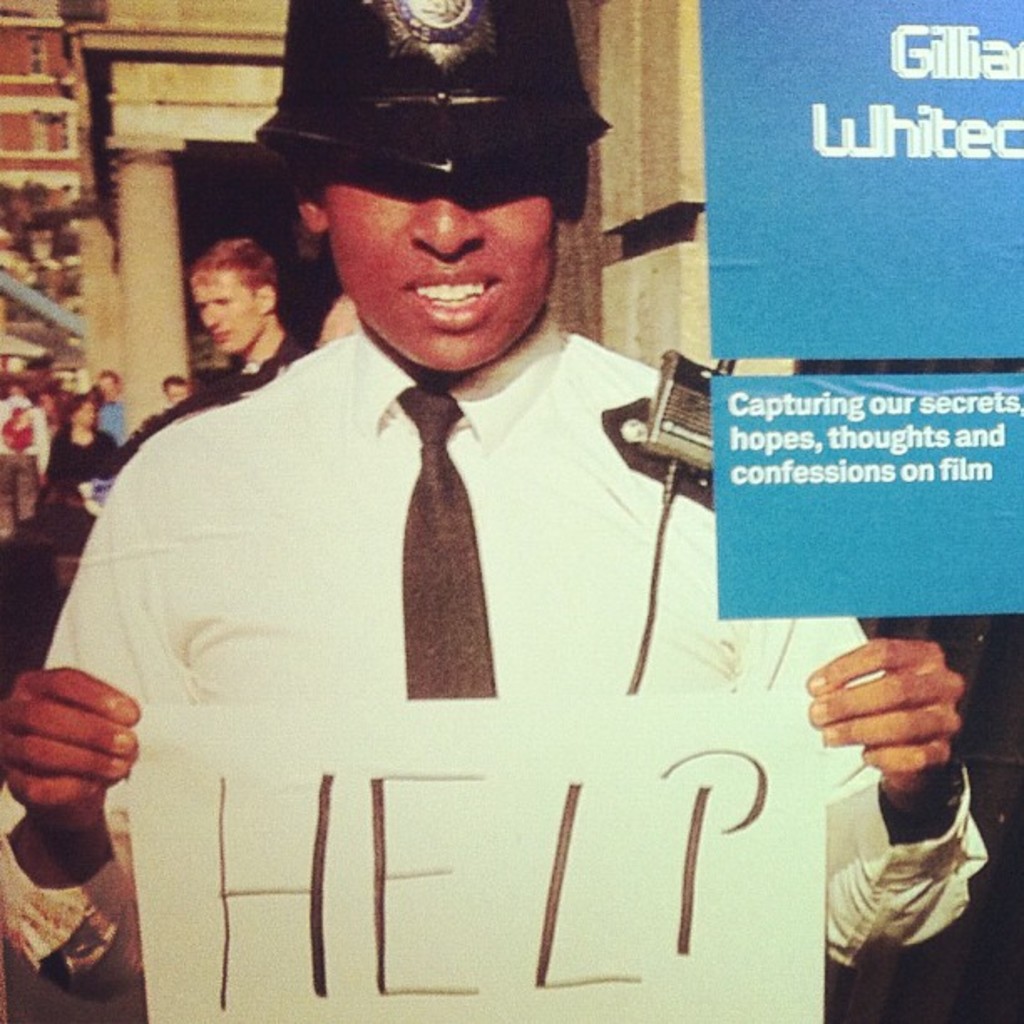 Gillia
Whitec
Capturing our secrets,
hopes, thoughts and
confessions on film
HELP